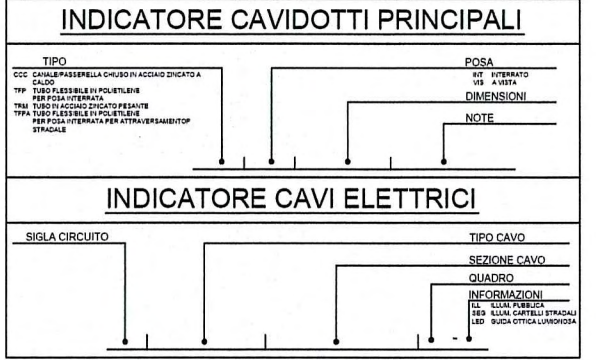 INDICATORE CAVIDOTTI PRINCIPALI
TIPO
CCC CANALE/PASSERELLA CHIUSO IN ACCIAIO ZINCATO A
CALDO
TFP TUBO FLESSIBILE IN POLIETILENE
PER POSA INTERRATA
TRM TUBO IN ACCIAIO ZINCATO PESANTE
TFPA TUBO FLESSIBILE IN POLIETILENE
PER POSA INTERRATA PER ATTRAVERSAMENTOP
STRADALE
POSA
INT INTERRATO
VIS A VISTA
DIMENSIONI
NOTE
INDICATORE CAVI ELETTRICI
SIGLA CIRCUITO
TIPO CAVO
SEZIONE CAVO
QUADRO
INFORMAZIONI
ILL ILLUM. PUBBLICA
SEG ILLUM. CARTELLI STRADALI
LED GUIDA OTTICA LUMIONOSA
-